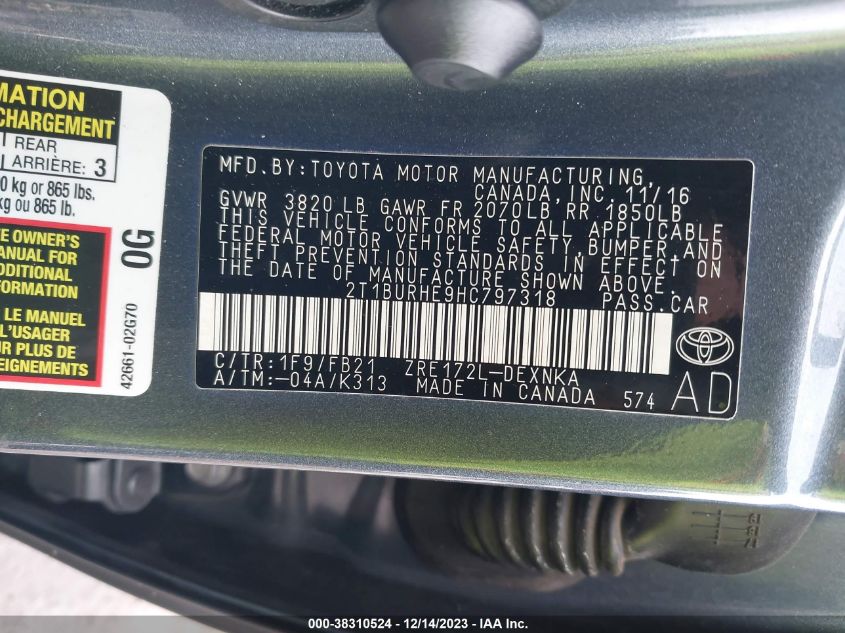 MATION
CHARGEMENT
REAR
ARRIÈRE: 3
0 kg or 865 lbs.
kg ou 865 lb.
E OWNER'S
MANUAL FOR
DDITIONAL
FORMATION
LE MANUEL
L'USAGER
UR PLUS DE
SEIGNEMENTS
0G
42661-02G70
MFD.BY:TOYOTA MOTOR MANUFACTURING
CANADA, INC. 11/16
GVWR 3820 LB GAWR FR 2070LB RR 1850LB
THIS VEHICLE CONFORMS TO ALL APPLICABLE
FEDERAL MOTOR VEHICLE SAFETY, BUMPER, AND
THEFT PREVENTION STANDARDS IN EFFECT ON
THE DATE OF MANUFACTURE SHOWN ABOVE.
2T1BURHE9HC797318 PASS.CAR
C/TR:1F9/FB21 ZRE172L-DEXNKA
A/TM:-04A/K313 MADE IN CANADA 574
AD
000-38310524 - 12/14/2023 - IAA Inc.